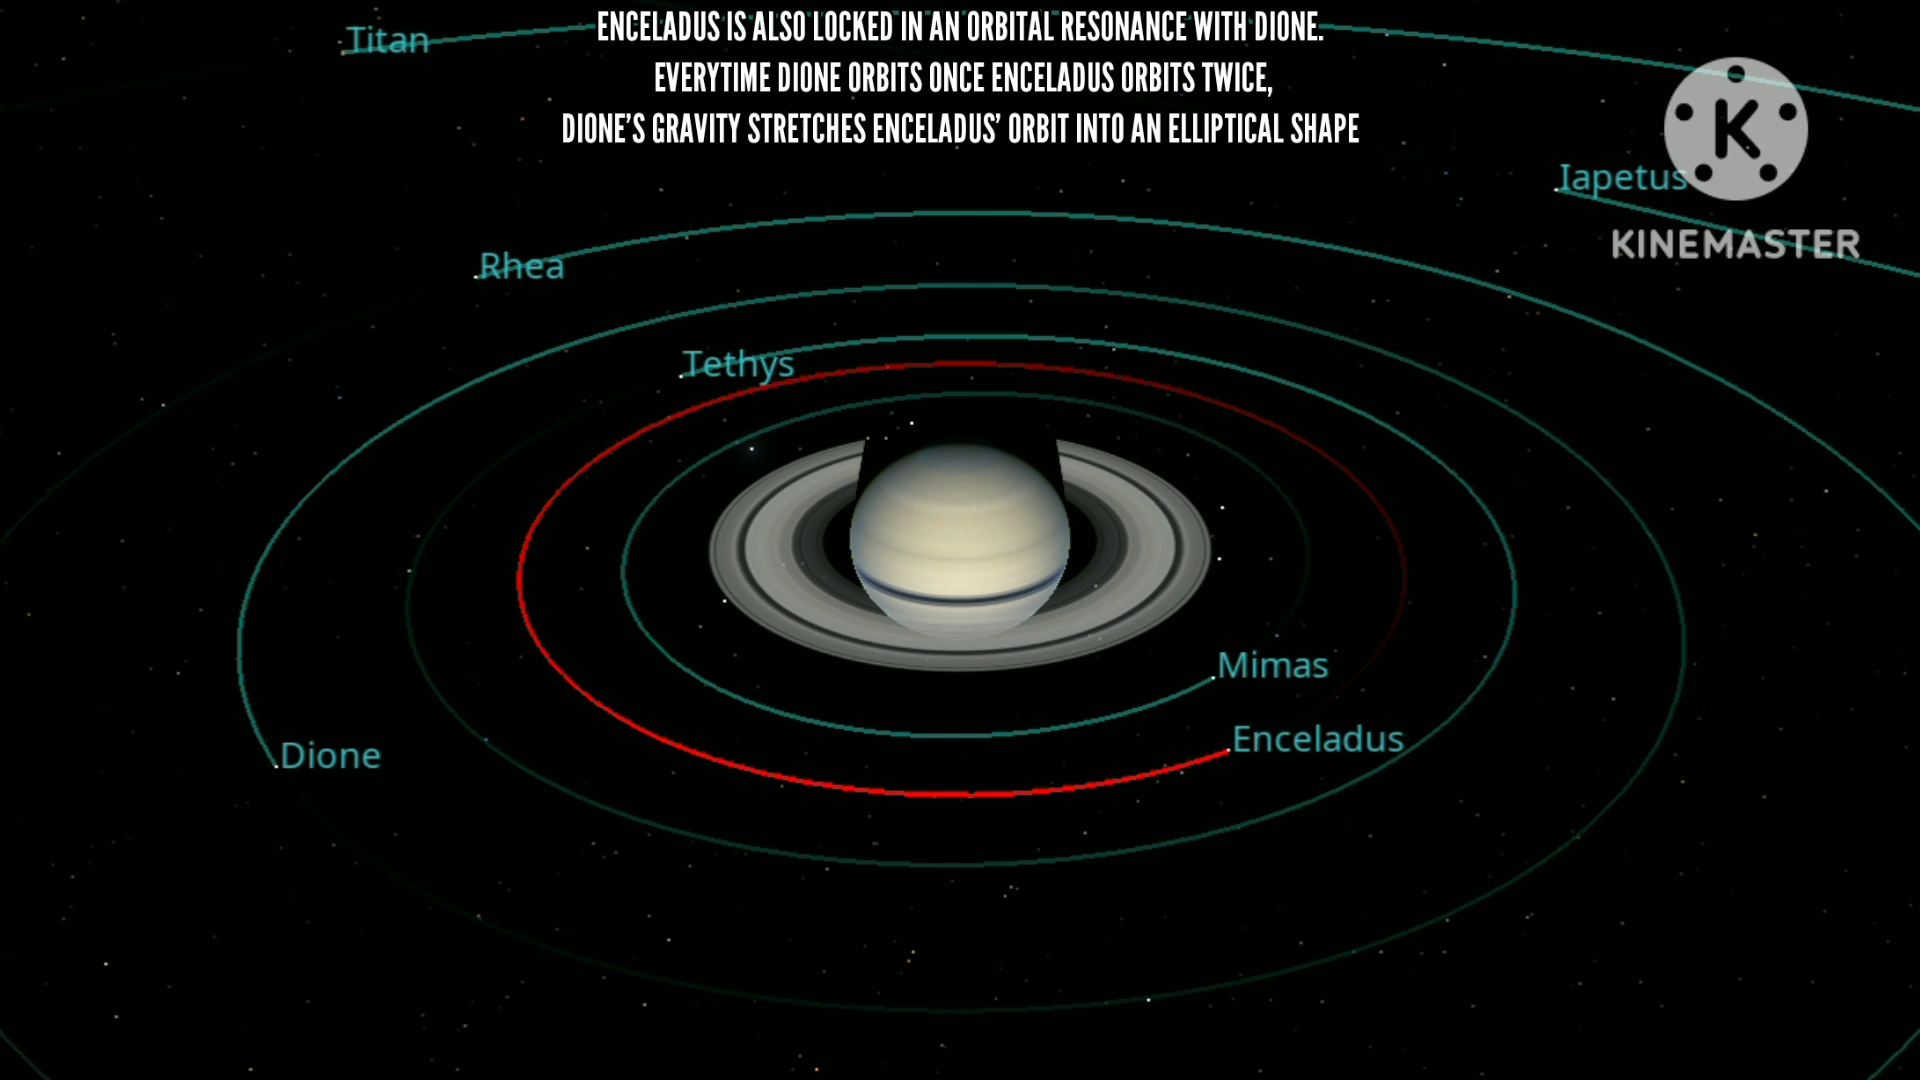 ENCELADUS IS ALSO LOCKED IN AN ORBITAL RESONANCE WITH DIONE.
EVERYTIME DIONE ORBITS ONCE ENCELADUS ORBITS TWICE,
DIONE'S GRAVITY STRETCHES ENCELADUS' ORBIT INTO AN ELLIPTICAL SHAPE
Titan
K
Iapetus
KINEMASTER
Rhea
Tethys
Mimas
Enceladus
Dione